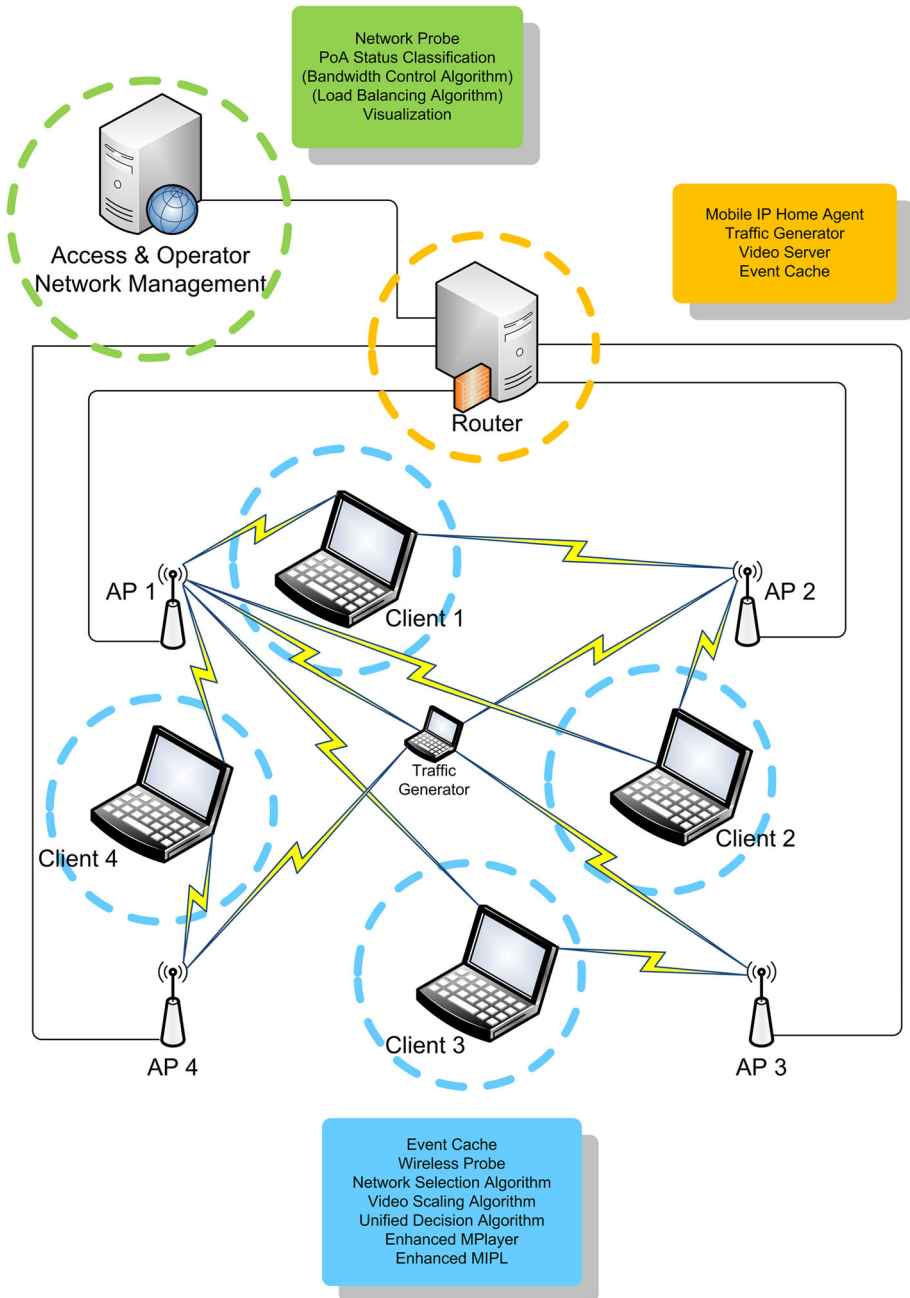 Network Probe
PoA Status Classification
(Bandwidth Control Algorithm)
(Load Balancing Algorithm)
Visualization
Access & Operator
Network Management
Mobile IP Home Agent
Traffic Generator
Video Server
Event Cache
Router
AP 1
Client 1
AP 2
Traffic
Generator
Client 4
Client 2
Client 3
AP 4
AP 3
Event Cache
Wireless Probe
Network Selection Algorithm
Video Scaling Algorithm
Unified Decision Algorithm
Enhanced MPlayer
Enhanced MIPL